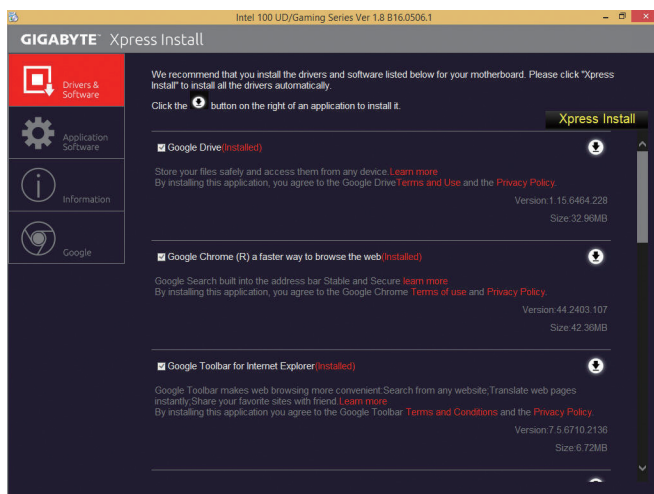 Intel 100 UD/Gaming Series Ver 1.8 B16.0506.1
GIGABYTE™ Xpress Install
Drivers &
Software
Application
Software
Information
Google
We recommend that you install the drivers and software listed below for your motherboard. Please click "Xpress
Install" to install all the drivers automatically.
Click the button on the right of an application to install it.
Xpress Install
Google Drive(Installed)
Store your files safely and access them from any device.Learn more
By installing this application, you agree to the Google DriveTerms and Use and the Privacy Policy.
Version:1.15.6464.228
Size:32.96MB
Google Chrome (R) a faster way to browse the web(Installed)
Google Search built into the address bar Stable and Secure learn more
By installing this application, you agree to the Google Chrome Terms of use and Privacy Policy.
Version:44.2403.107
Size:42.36MB
Google Toolbar for Internet Explorer(Installed)
Google Toolbar makes web browsing more convenient:Search from any website;Translate web pages
instantly;Share your favorite sites with friend.Learn more
By installing this application you agree to the Google Toolbar Terms and Conditions and the Privacy Policy.
Version:7.5.6710.2136
Size:6.72MB